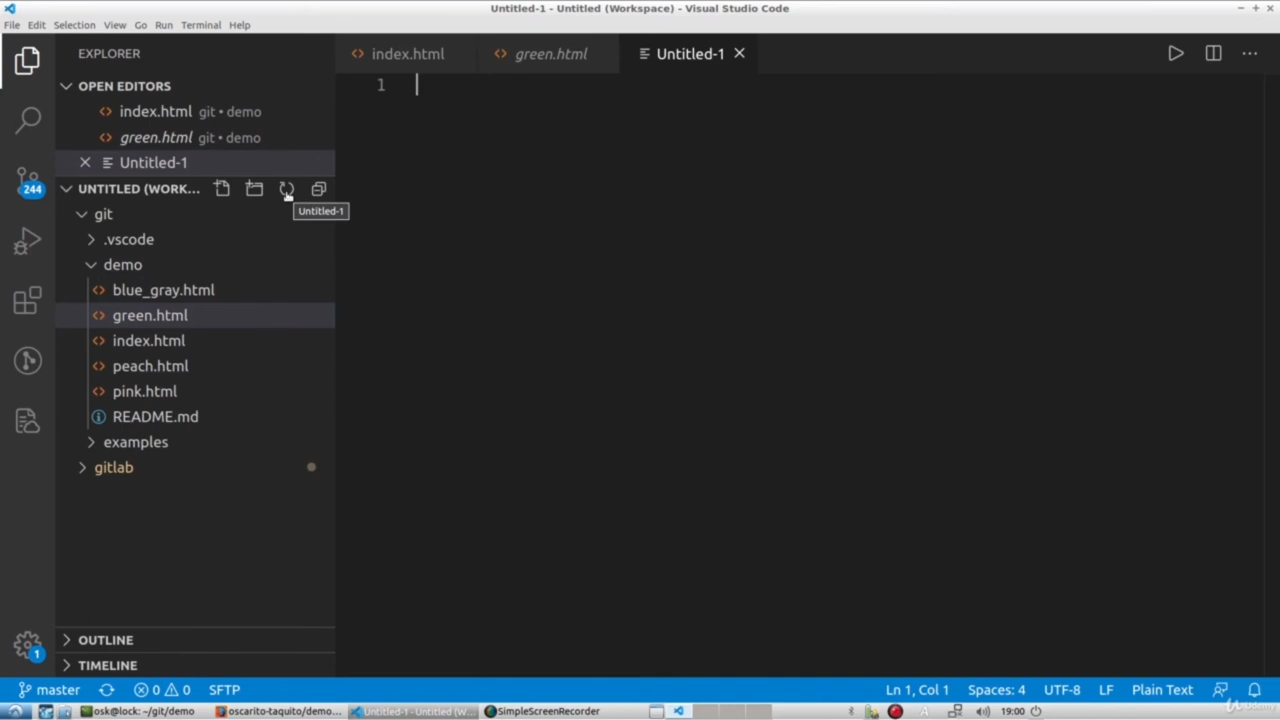 Untitled-1 - Untitled (Workspace) - Visual Studio Code
File Edit Selection View Go Run Terminal Help
EXPLORER
index.html
green.html
Untitled-1
OPEN EDITORS
1
index.html git • demo
green.html git • demo
Untitled-1
UNTITLED (WORK...
Untitled-1
244
git
.vscode
demo
blue_gray.html
green.html
index.html
peach.html
pink.html
README.md
examples
gitlab
OUTLINE
1
TIMELINE
master 0 0 SFTP Ln 1, Col 1 Spaces: 4 UTF-8 LF Plain Text
osk@lock: ~/git/demo oscarito-taquito/demo... Untitled-1 - Untitled (W... SimpleScreenRecorder 19:00
Udemy